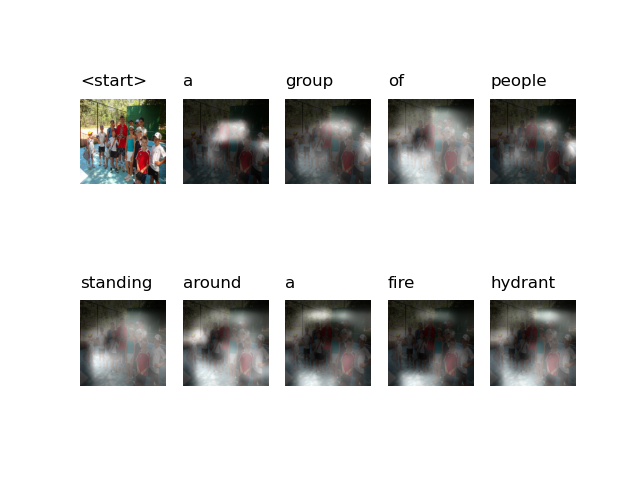 <start> a group of people
standing around a fire hydrant